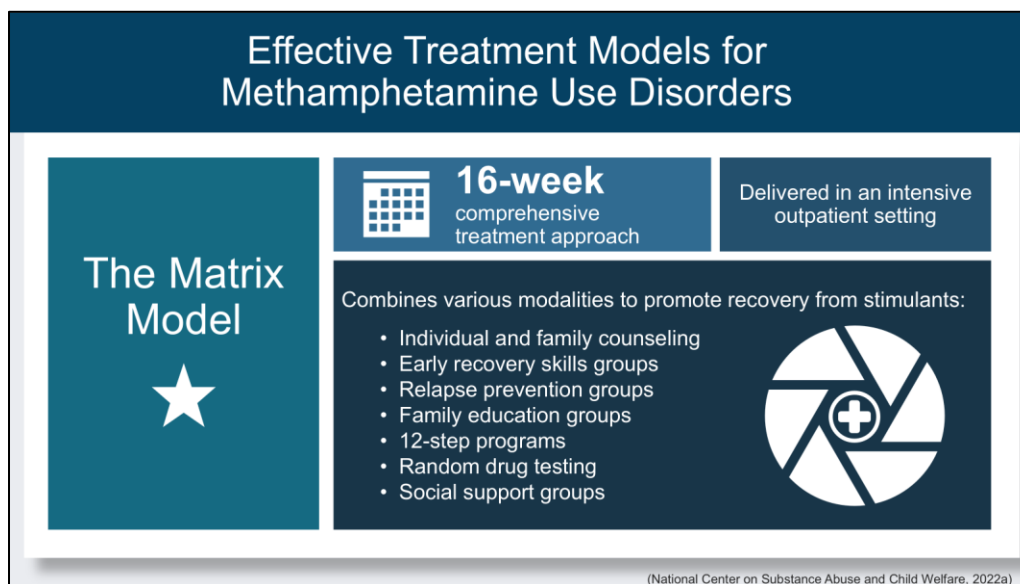 Effective Treatment Models for
Methamphetamine Use Disorders
The Matrix
Model
16-week
comprehensive
treatment approach
Delivered in an intensive
outpatient setting
Combines various modalities to promote recovery from stimulants:
• Individual and family counseling
• Early recovery skills groups
• Relapse prevention groups
• Family education groups
• 12-step programs
• Random drug testing
• Social support groups
(National Center on Substance Abuse and Child Welfare, 2022a)